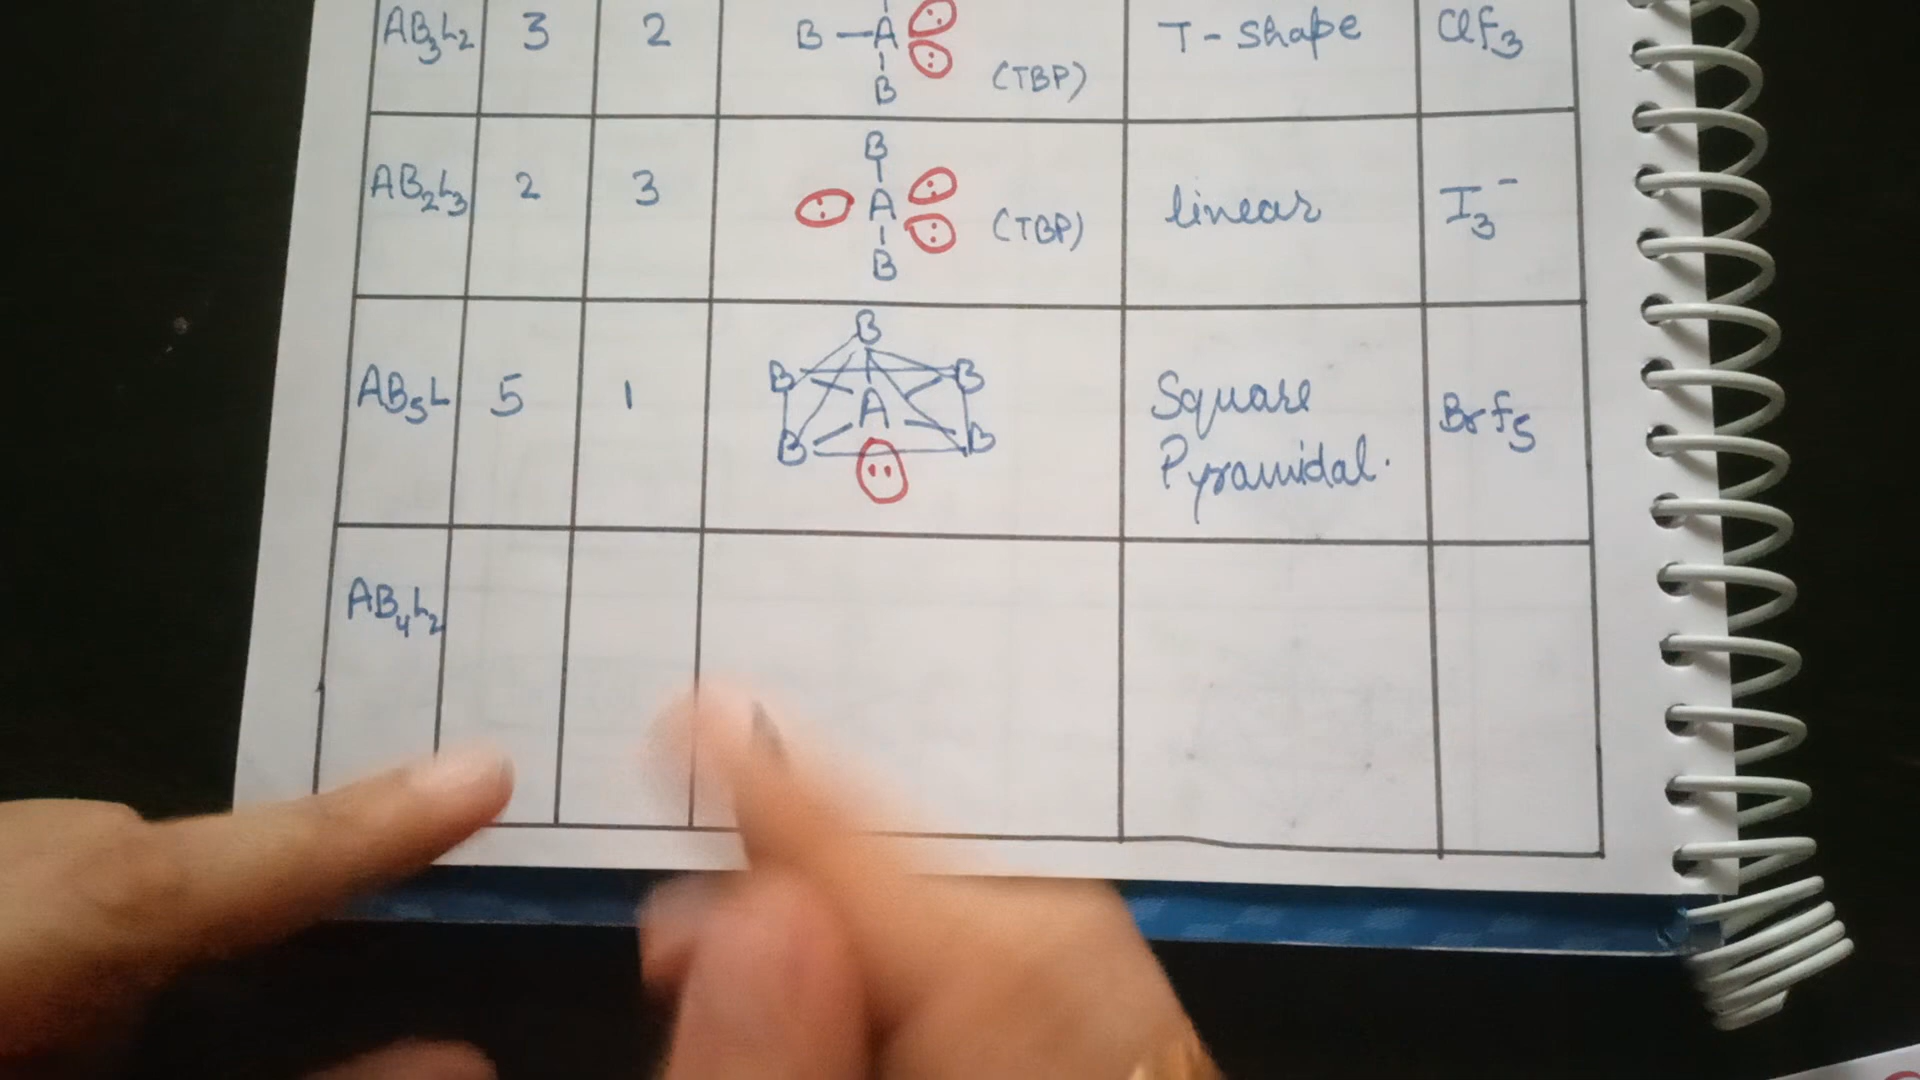 AB3L2 3 2 B—A B B (TBP) T-shape ClF3
AB2L3 2 3 B A B (TBP) linear I3-
AB5L 5 1 B B B A B B Square Pyramidal. BrF5
AB4L2